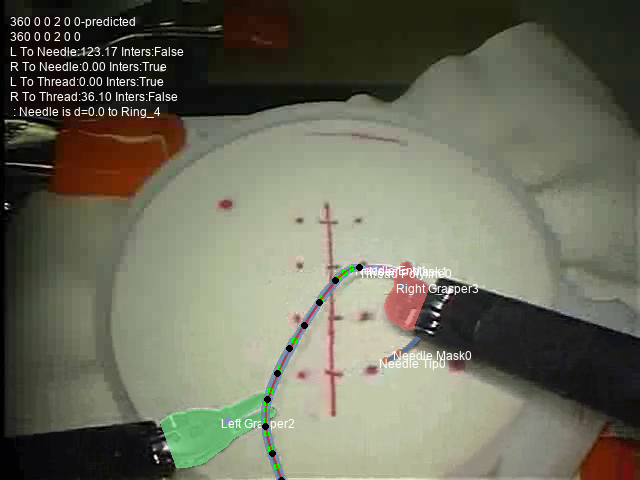 360 0 0 2 0 0-predicted
360 0 0 2 0 0
L To Needle:123.17 Inters:False
R To Needle:0.00 Inters:True
L To Thread:0.00 Inters:True
R To Thread:36.10 Inters:False
: Needle is d=0.0 to Ring_4
Thread Polyline0
Right Grasper3
Needle Mask0
Needle Tip0
Left Grasper2